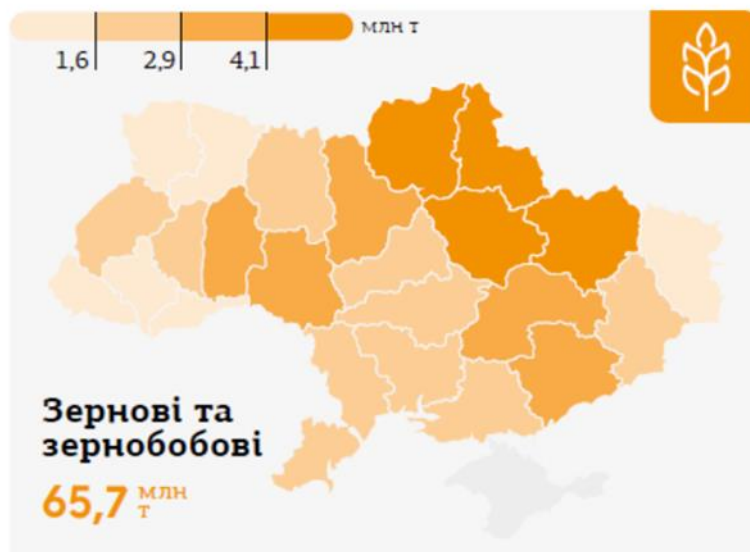 млн т
1,6 2,9 4,1
Зернові та
зернобобові
65,7 млн
т